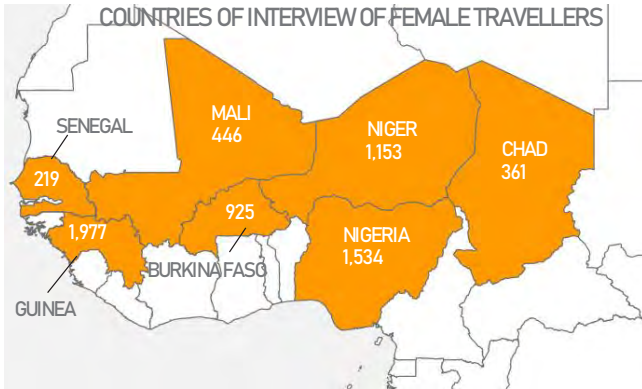 COUNTRIES OF INTERVIEW OF FEMALE TRAVELLERS
MALI
446
NIGER
1,153
CHAD
361
SENEGAL
219
925
1,977
NIGERIA
1,534
BURKINA FASO
GUINEA